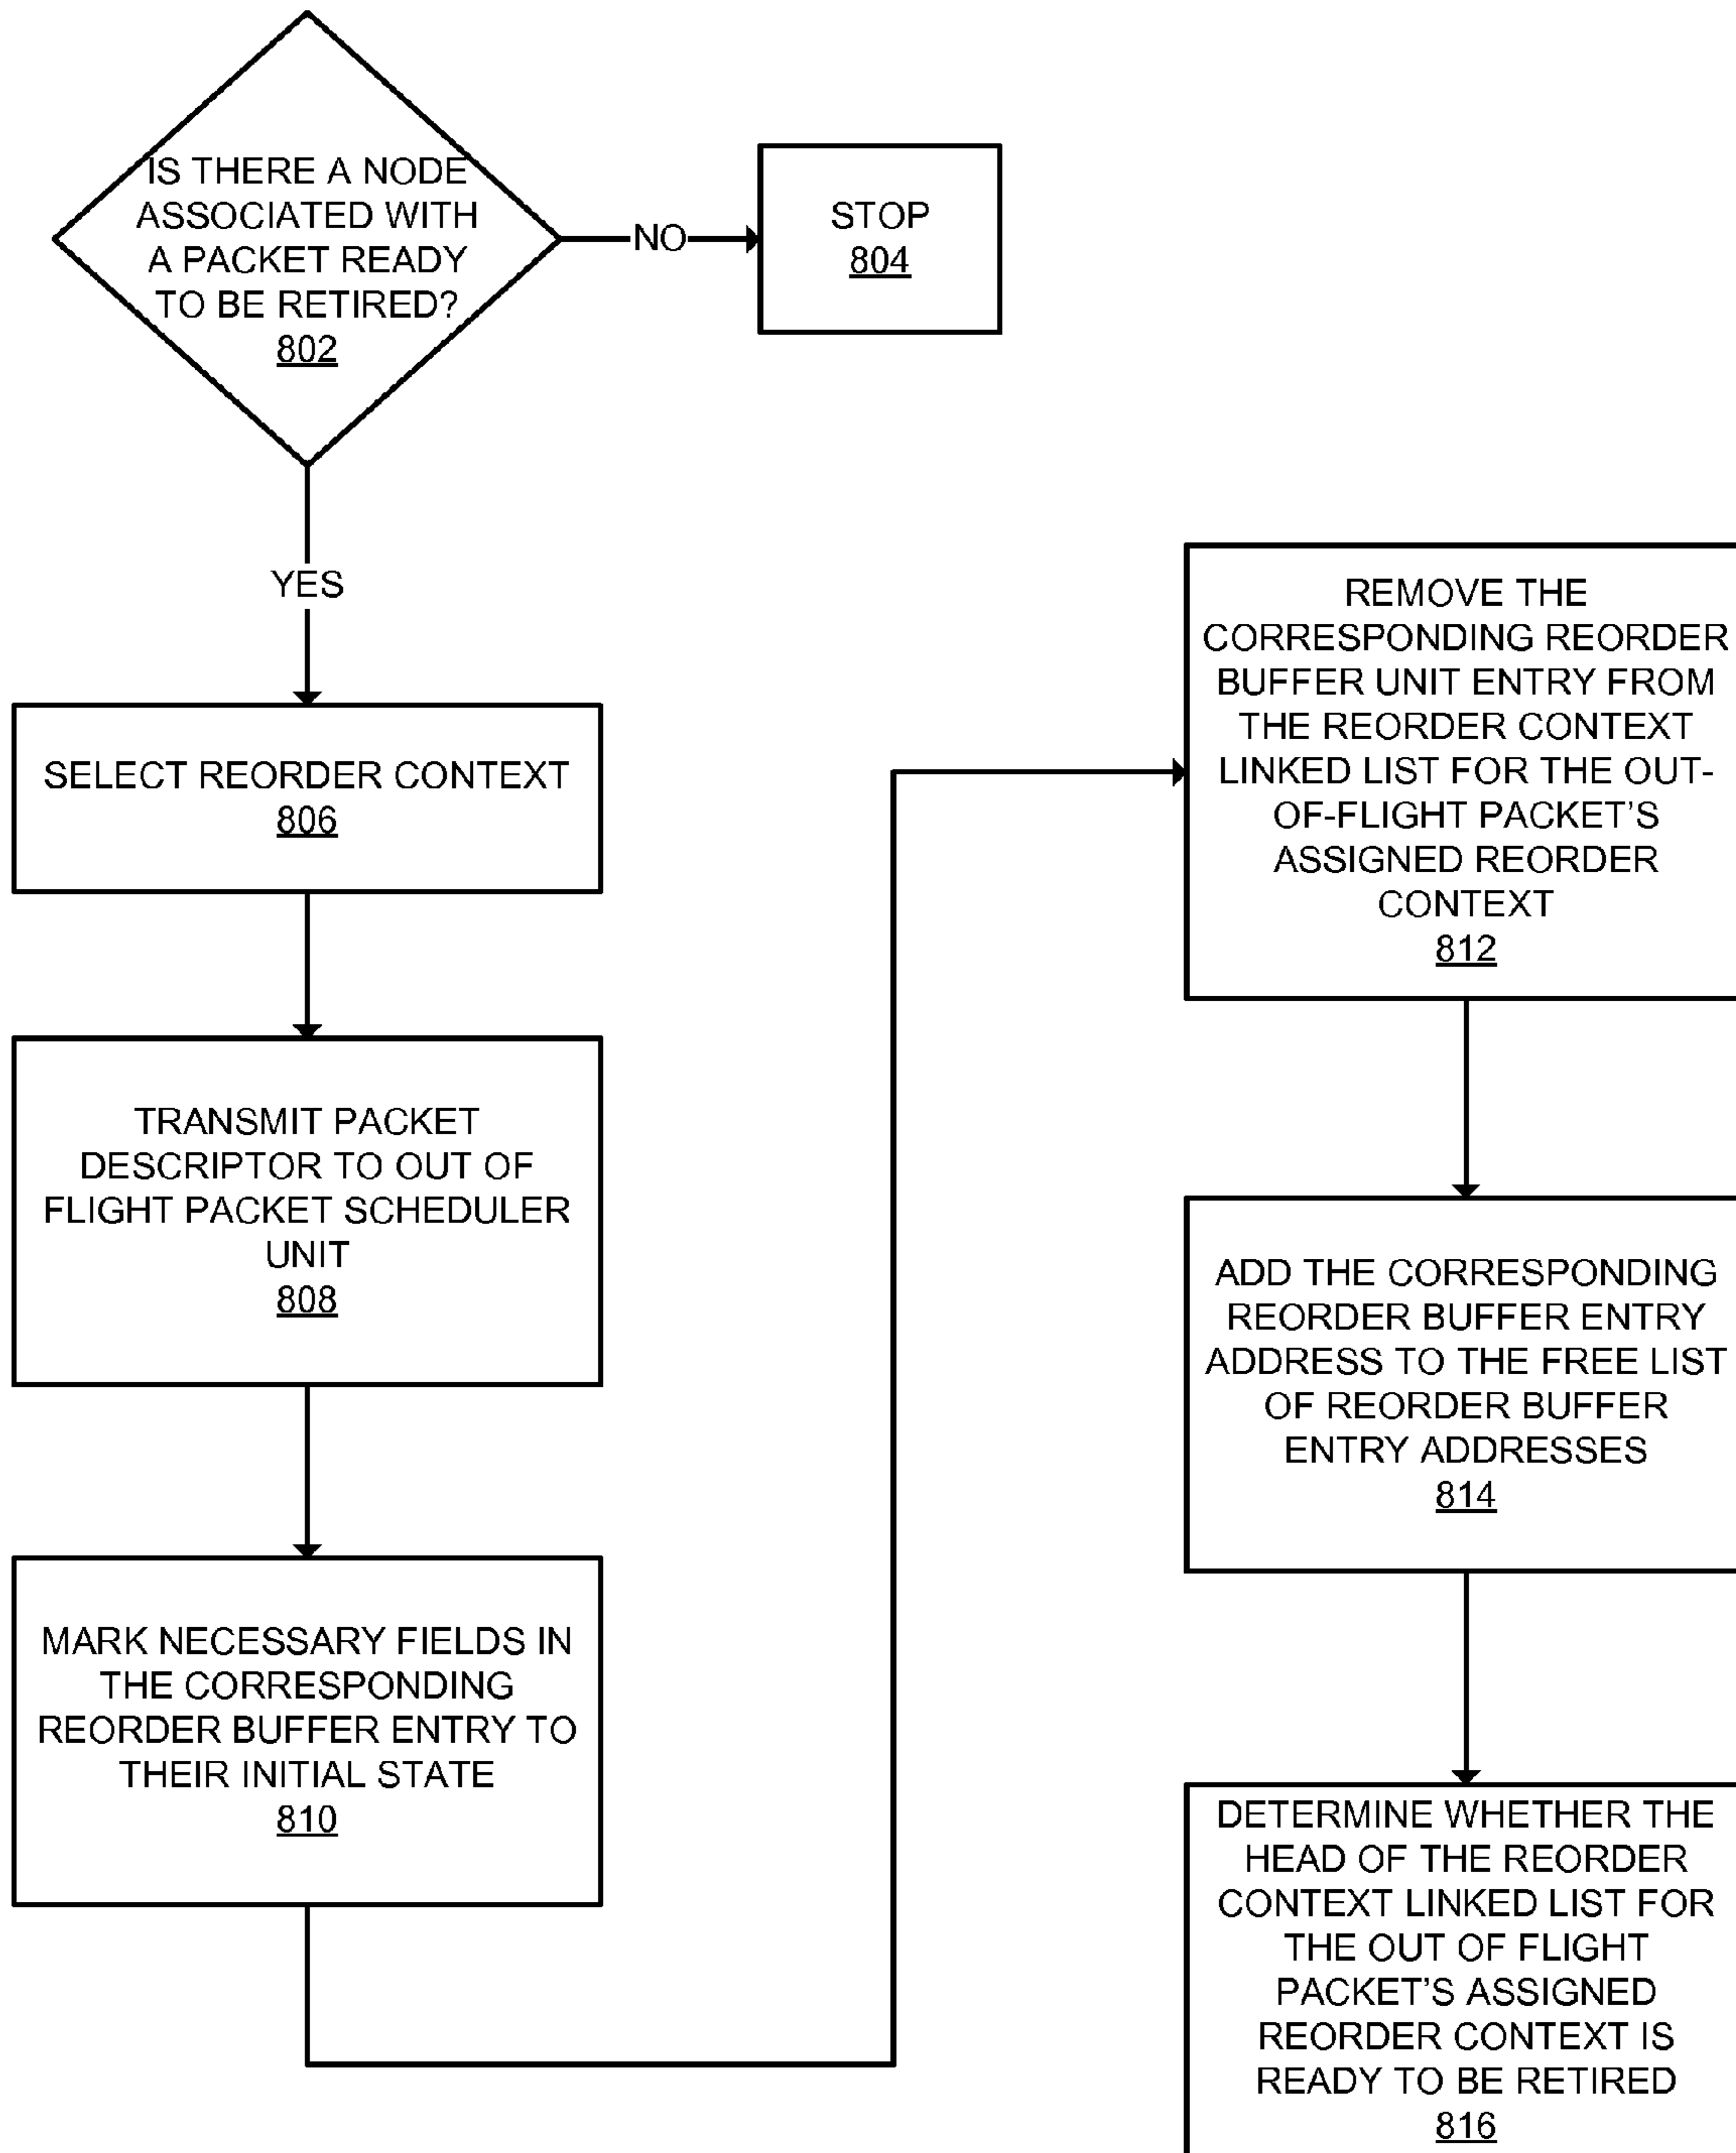 IS THERE A NODE
ASSOCIATED WITH
A PACKET READY
TO BE RETIRED?
802
NO
STOP
804
YES
SELECT REORDER CONTEXT
806
TRANSMIT PACKET
DESCRIPTOR TO OUT OF
FLIGHT PACKET SCHEDULER
UNIT
808
MARK NECESSARY FIELDS IN
THE CORRESPONDING
REORDER BUFFER ENTRY TO
THEIR INITIAL STATE
810
REMOVE THE
CORRESPONDING REORDER
BUFFER UNIT ENTRY FROM
THE REORDER CONTEXT
LINKED LIST FOR THE OUT-
OF-FLIGHT PACKET'S
ASSIGNED REORDER
CONTEXT
812
ADD THE CORRESPONDING
REORDER BUFFER ENTRY
ADDRESS TO THE FREE LIST
OF REORDER BUFFER
ENTRY ADDRESSES
814
DETERMINE WHETHER THE
HEAD OF THE REORDER
CONTEXT LINKED LIST FOR
THE OUT OF FLIGHT
PACKET'S ASSIGNED
REORDER CONTEXT IS
READY TO BE RETIRED
816